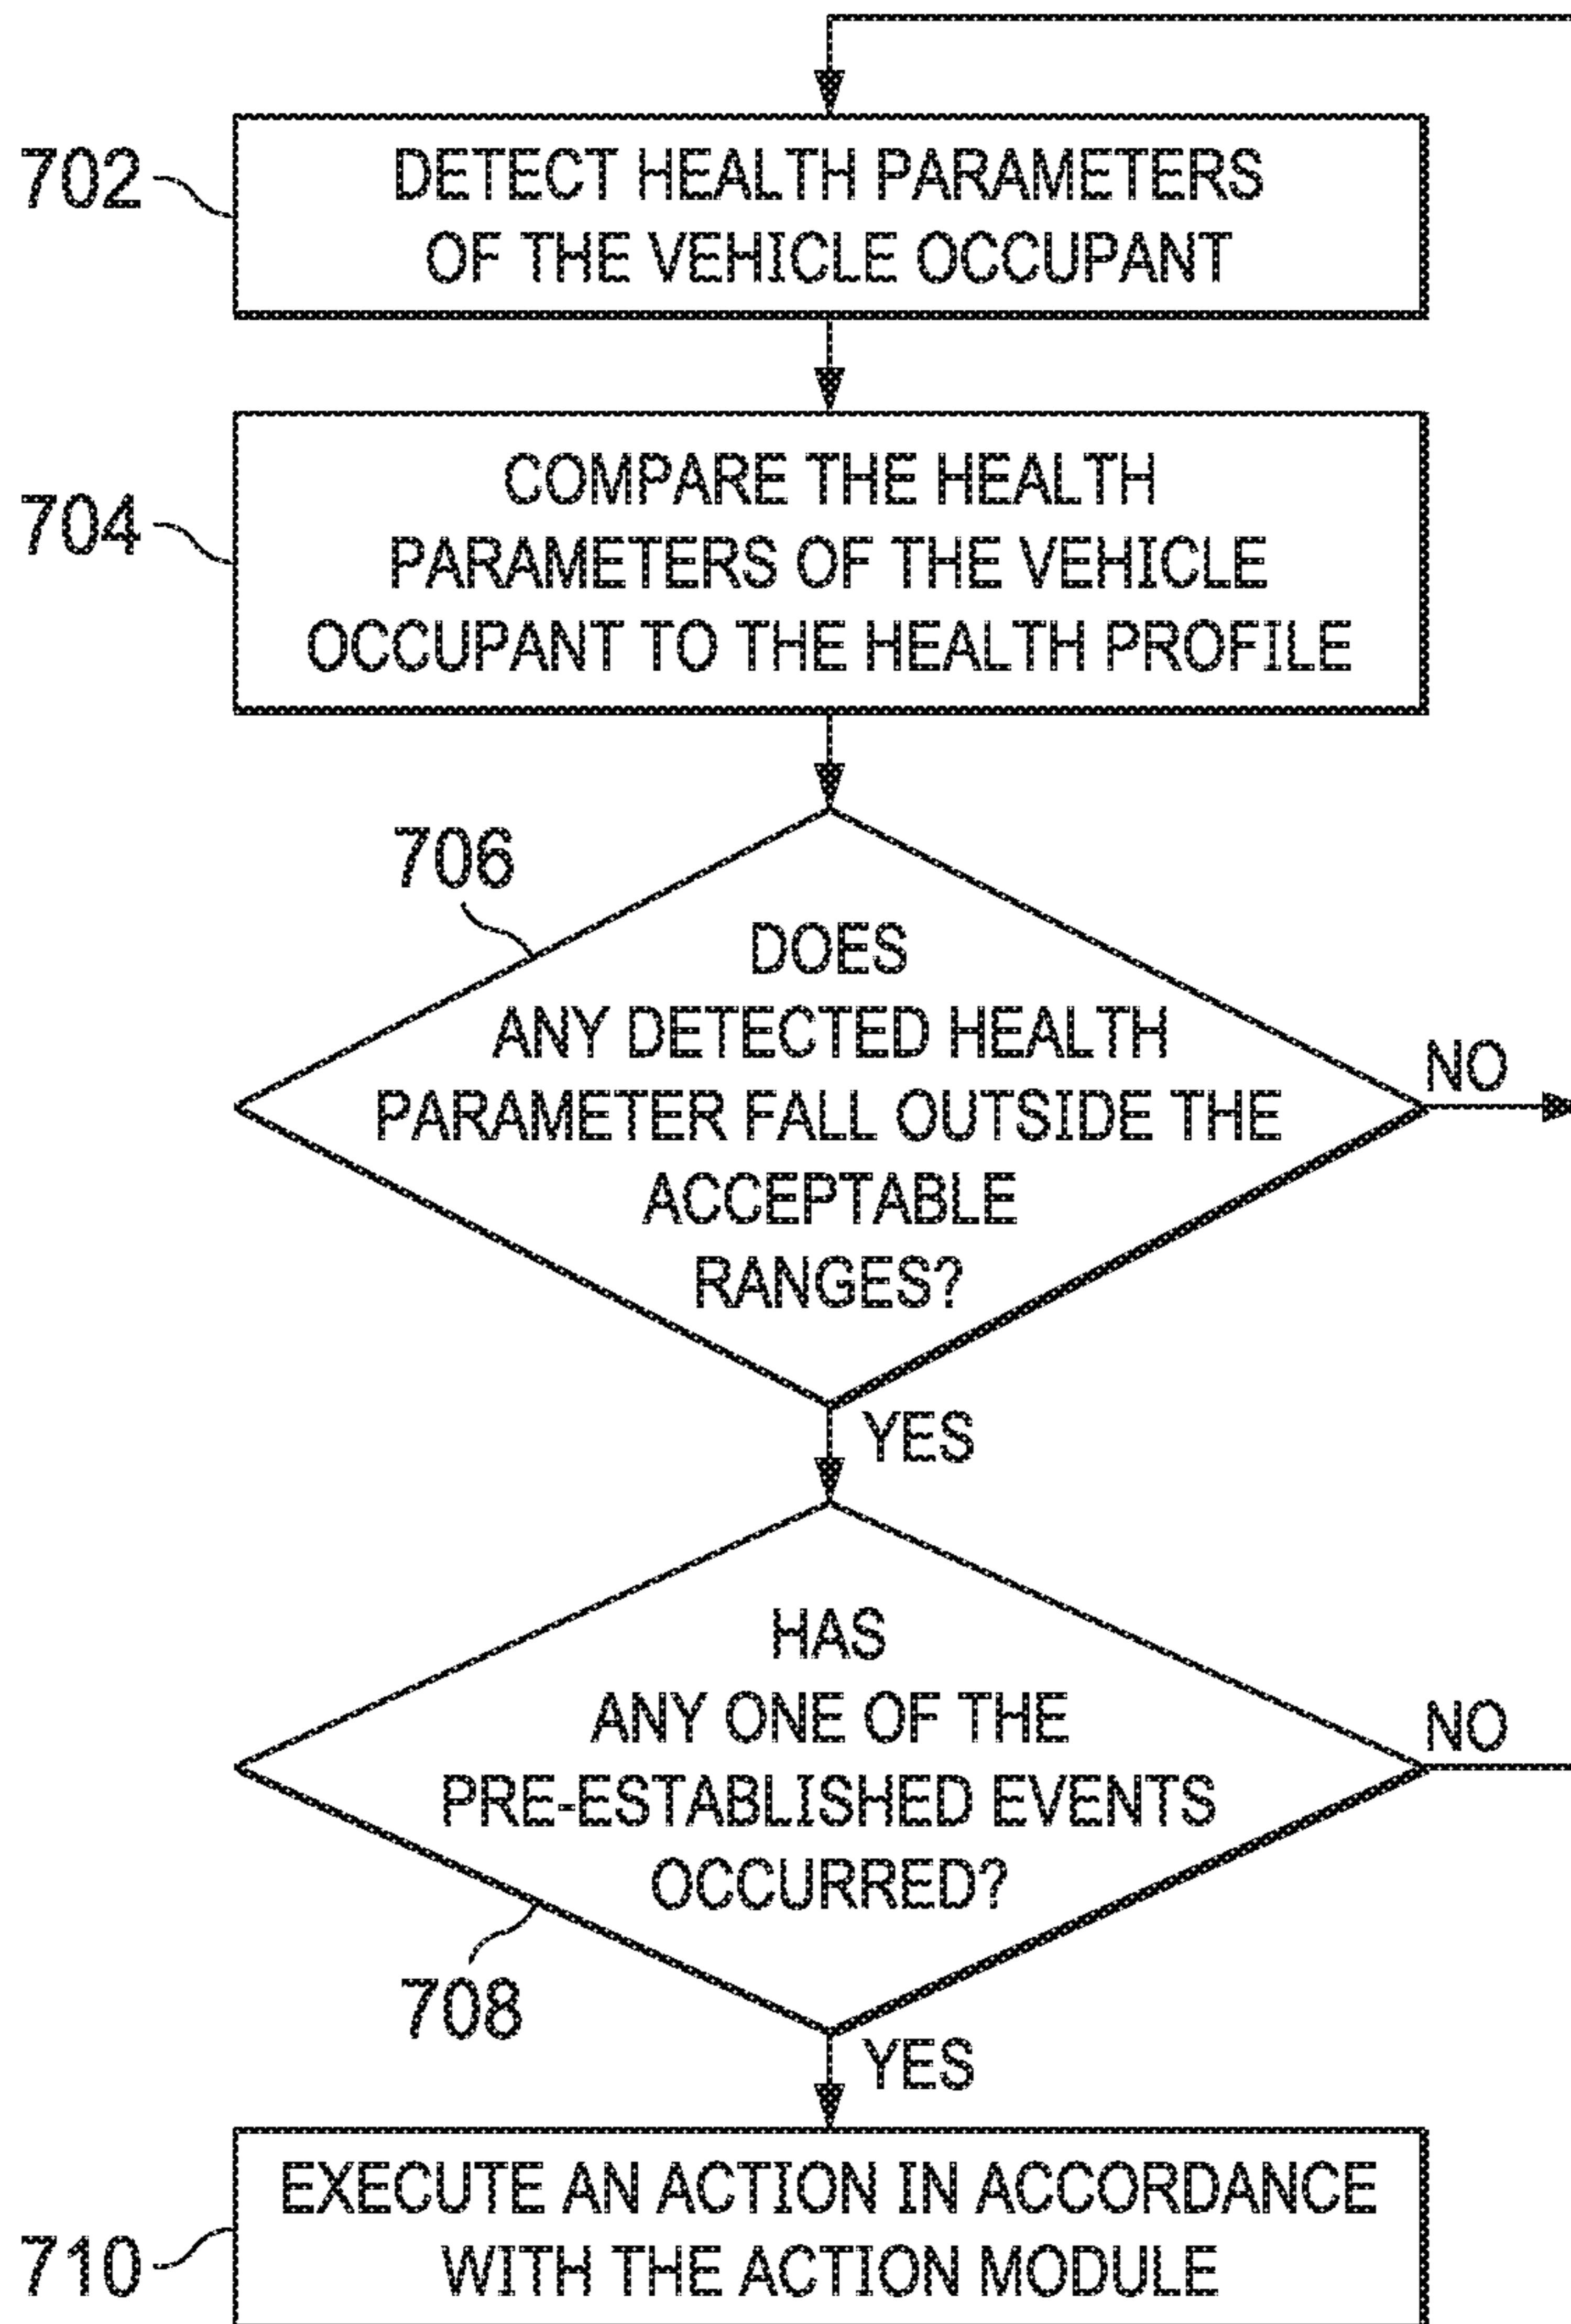 702
DETECT HEALTH PARAMETERS
OF THE VEHICLE OCCUPANT
704
COMPARE THE HEALTH
PARAMETERS OF THE VEHICLE
OCCUPANT TO THE HEALTH PROFILE
706
DOES
ANY DETECTED HEALTH
PARAMETER FALL OUTSIDE THE
ACCEPTABLE
RANGES?
NO
YES
HAS
ANY ONE OF THE
PRE-ESTABLISHED EVENTS
OCCURRED?
NO
708
YES
710
EXECUTE AN ACTION IN ACCORDANCE
WITH THE ACTION MODULE